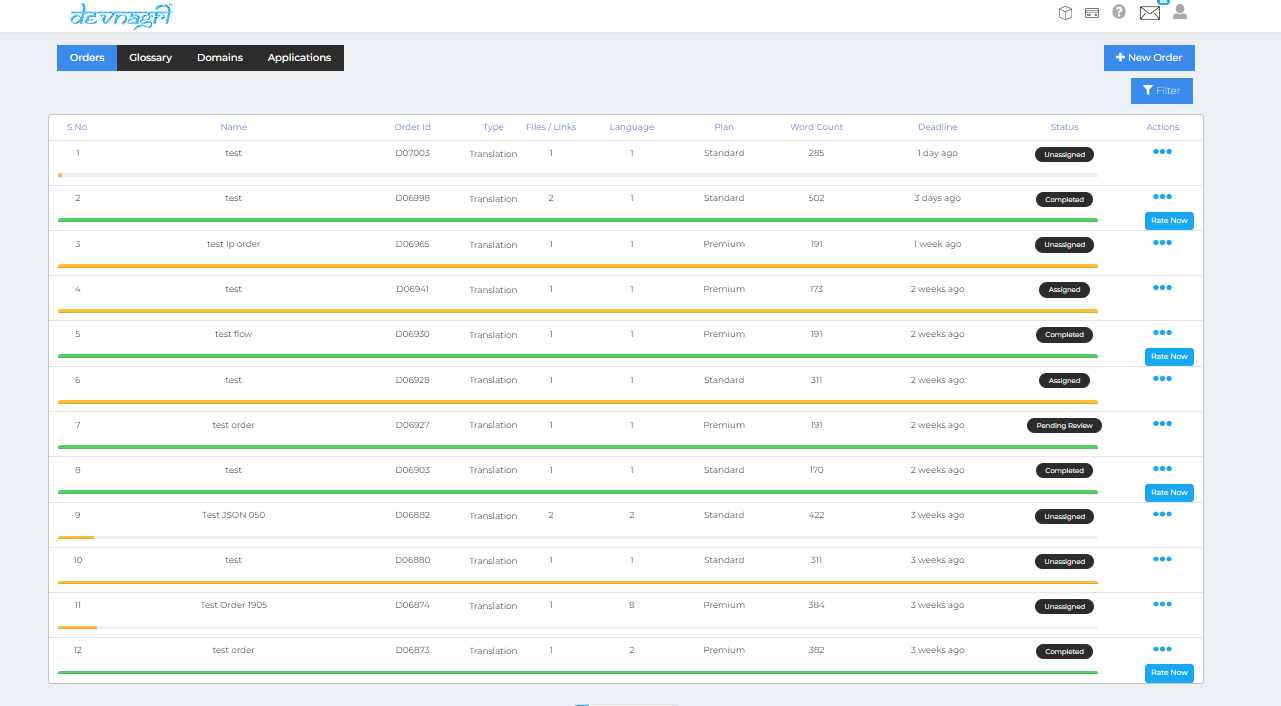 devnagri
Orders Glossary Domains Applications
New Order
Filter
S.No. Name Order Id Type Files / Links Language Plan Word Count Deadline Status Actions
1 test D07003 Translation 1 1 Standard 285 1 day ago Unassigned
2 test D06998 Translation 2 1 Standard 502 3 days ago Completed
Rate Now
3 test lp order D06965 Translation 1 1 Premium 191 1 week ago Unassigned
4 test D06941 Translation 1 1 Premium 173 2 weeks ago Assigned
5 test flow D06930 Translation 1 1 Premium 191 2 weeks ago Completed
Rate Now
6 test D06928 Translation 1 1 Standard 311 2 weeks ago Assigned
7 test order D06927 Translation 1 1 Premium 191 2 weeks ago Pending Review
8 test D06903 Translation 1 1 Standard 170 2 weeks ago Completed
Rate Now
9 Test JSON 050 D06882 Translation 2 2 Standard 422 3 weeks ago Unassigned
10 test D06880 Translation 1 1 Standard 311 3 weeks ago Unassigned
11 Test Order 1905 D06874 Translation 1 8 Premium 384 3 weeks ago Unassigned
12 test order D06873 Translation 1 2 Premium 382 3 weeks ago Completed
Rate Now